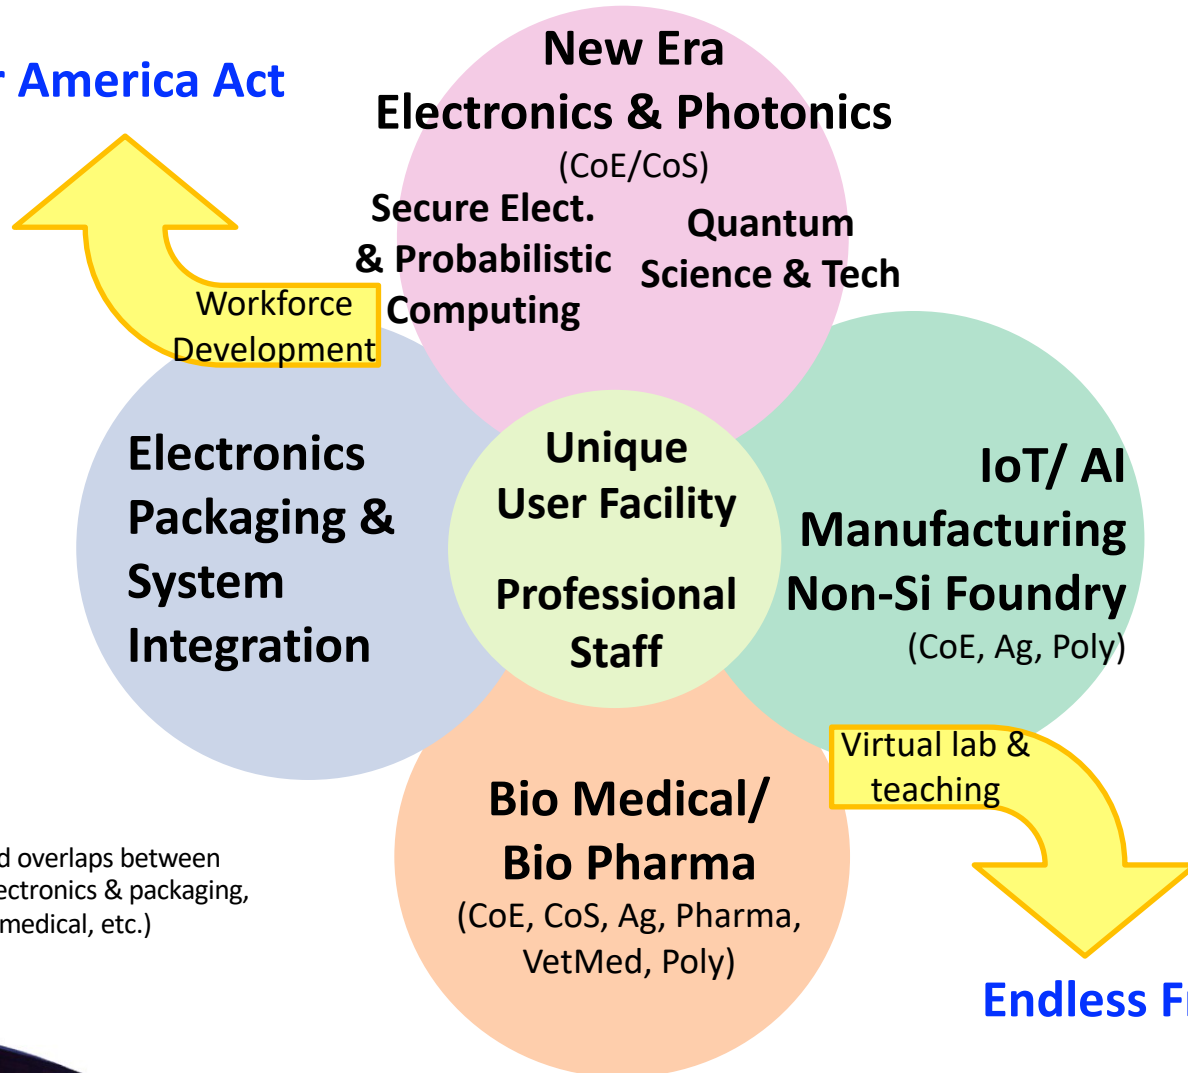 America Act
New Era
Electronics & Photonics
(CoE/CoS)
Secure Elect.
& Probabilistic
Computing
Quantum
Science & Tech
Workforce
Development
Electronics
Packaging &
System
Integration
Unique
User Facility
Professional
Staff
IoT/ AI
Manufacturing
Non-Si Foundry
(CoE, Ag, Poly)
Virtual lab &
teaching
Bio Medical/
Bio Pharma
(CoE, CoS, Ag, Pharma,
VetMed, Poly)
overlaps between
& packaging,
medical, etc.)
Endless